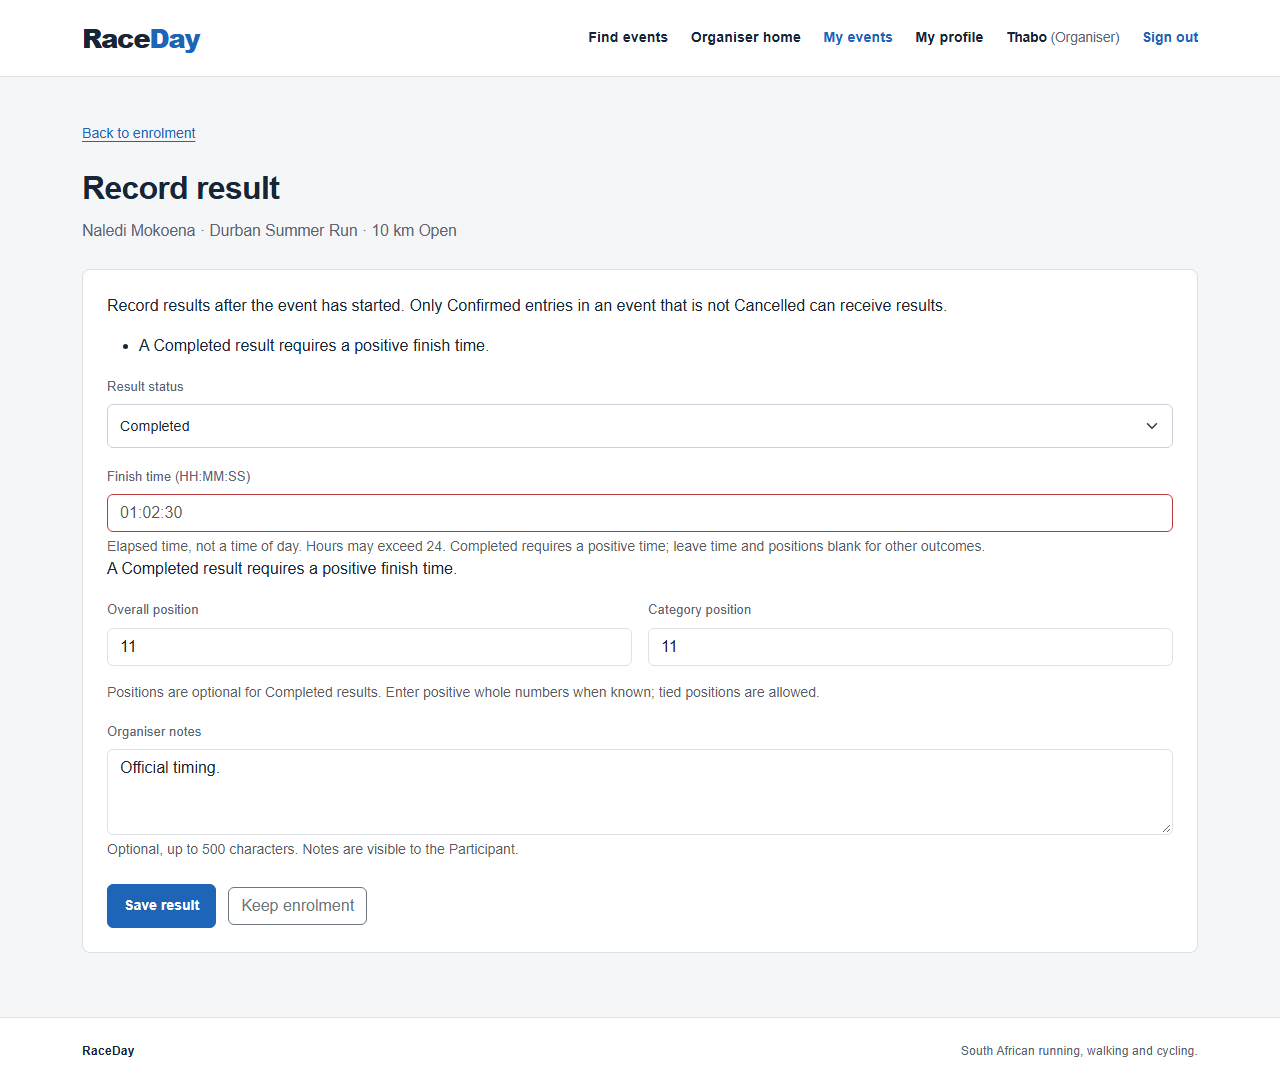 RaceDay
Find events
Organiser home
My events
My profile
Thabo (Organiser)
Sign out
Back to enrolment
Record result
Naledi Mokoena · Durban Summer Run · 10 km Open
Record results after the event has started. Only Confirmed entries in an event that is not Cancelled can receive results.
• A Completed result requires a positive finish time.
Result status
Completed
Finish time (HH:MM:SS)
01:02:30
Elapsed time, not a time of day. Hours may exceed 24. Completed requires a positive time; leave time and positions blank for other outcomes.
A Completed result requires a positive finish time.
Overall position
Category position
11
11
Positions are optional for Completed results. Enter positive whole numbers when known; tied positions are allowed.
Organiser notes
Official timing.
Optional, up to 500 characters. Notes are visible to the Participant.
Save result
Keep enrolment
RaceDay
South African running, walking and cycling.